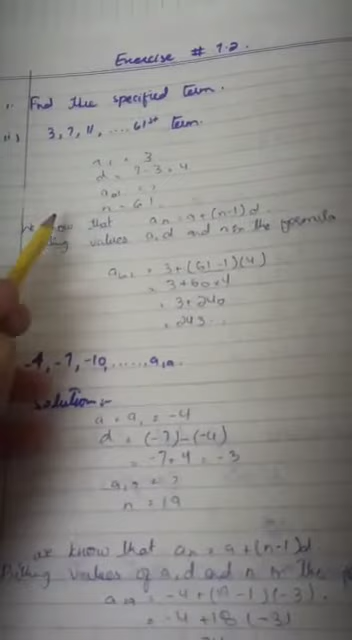 Exercise # 7.2.
1. Find the specified term.
i) 3, 7, 11, .... 61st term.
a1 = 3
d = 7-3 = 4
a61 = ?
n = 61.
know that an = a+(n-1)d.
values a, d and n in the formula
a61 = 3+(61-1)(4)
= 3+60×4
= 3+240
= 243.
-4, -7, -10, ...... a19.
Solution:-
a = a1 = -4
d = (-7)-(-4)
= -7+4 = -3
a19 = ?
n = 19
we know that an = a+(n-1)d
Putting values of a, d and n in the
a19 = -4+(19-1)(-3).
= -4+18(-3)